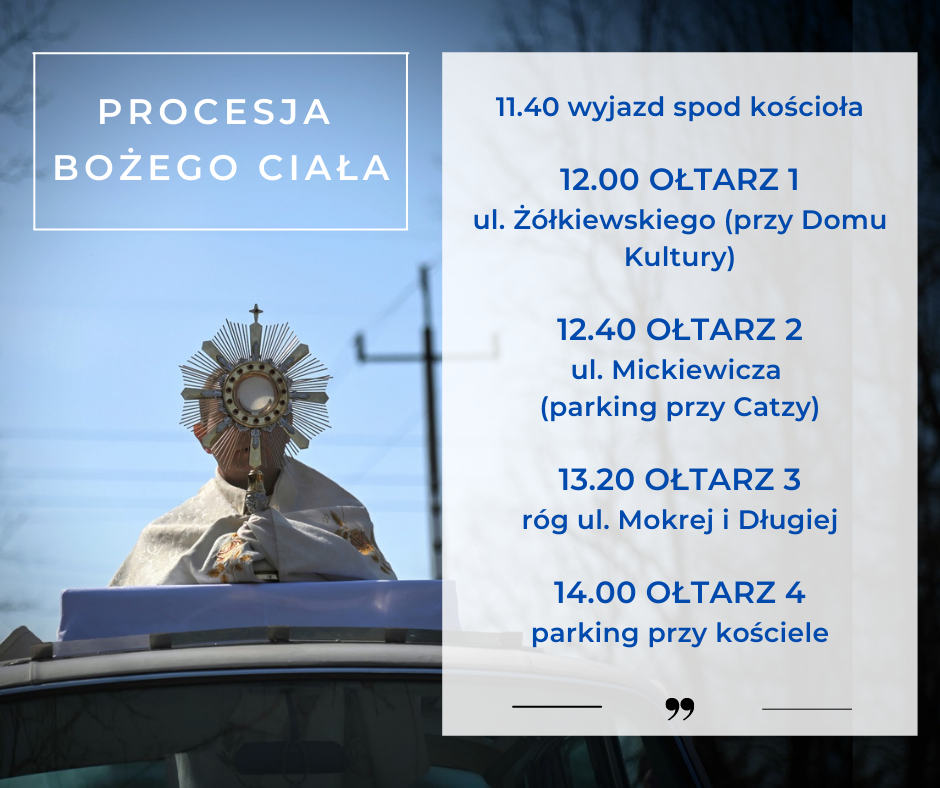 PROCESJA
BOŻEGO CIAŁA
11.40 wyjazd spod kościoła
12.00 OŁTARZ 1
ul. Żółkiewskiego (przy Domu
Kultury)
12.40 OŁTARZ 2
ul. Mickiewicza
(parking przy Catzy)
13.20 OŁTARZ 3
róg ul. Mokrej i Długiej
14.00 OŁTARZ 4
parking przy kościele